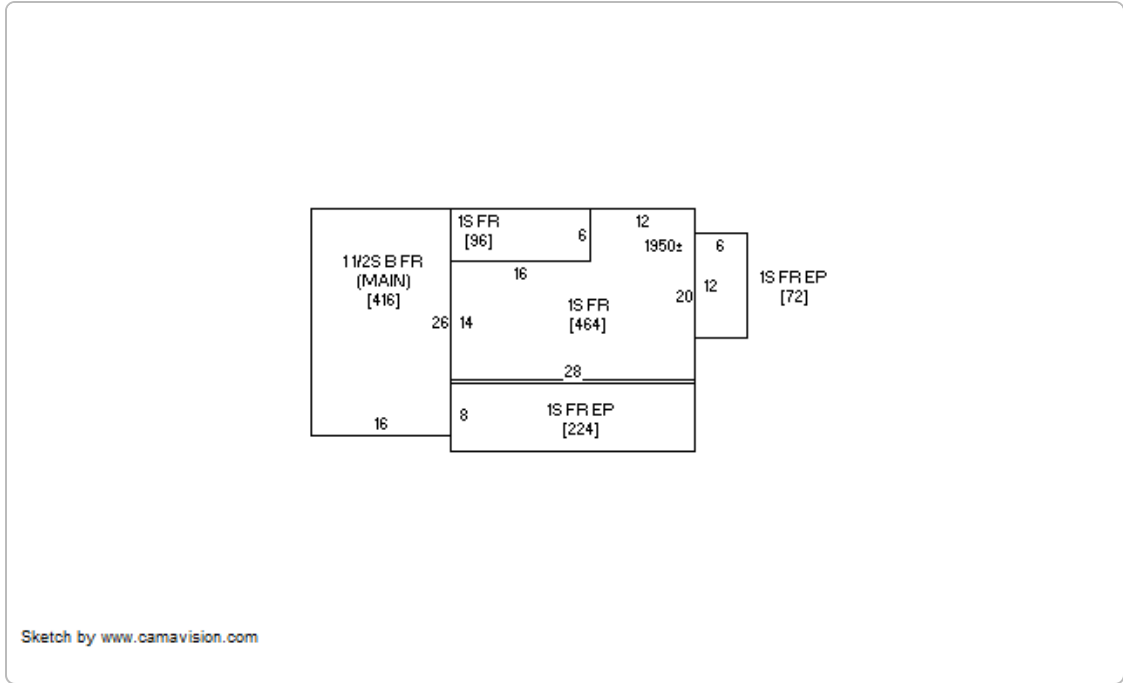 1S FR
[96]
6
12
1950±
6
1 1/2S B FR
(MAIN)
[416]
16
12
1S FR EP
[72]
20
1S FR
[464]
26
14
28
16
8
1S FR EP
[224]
Sketch by www.camavision.com